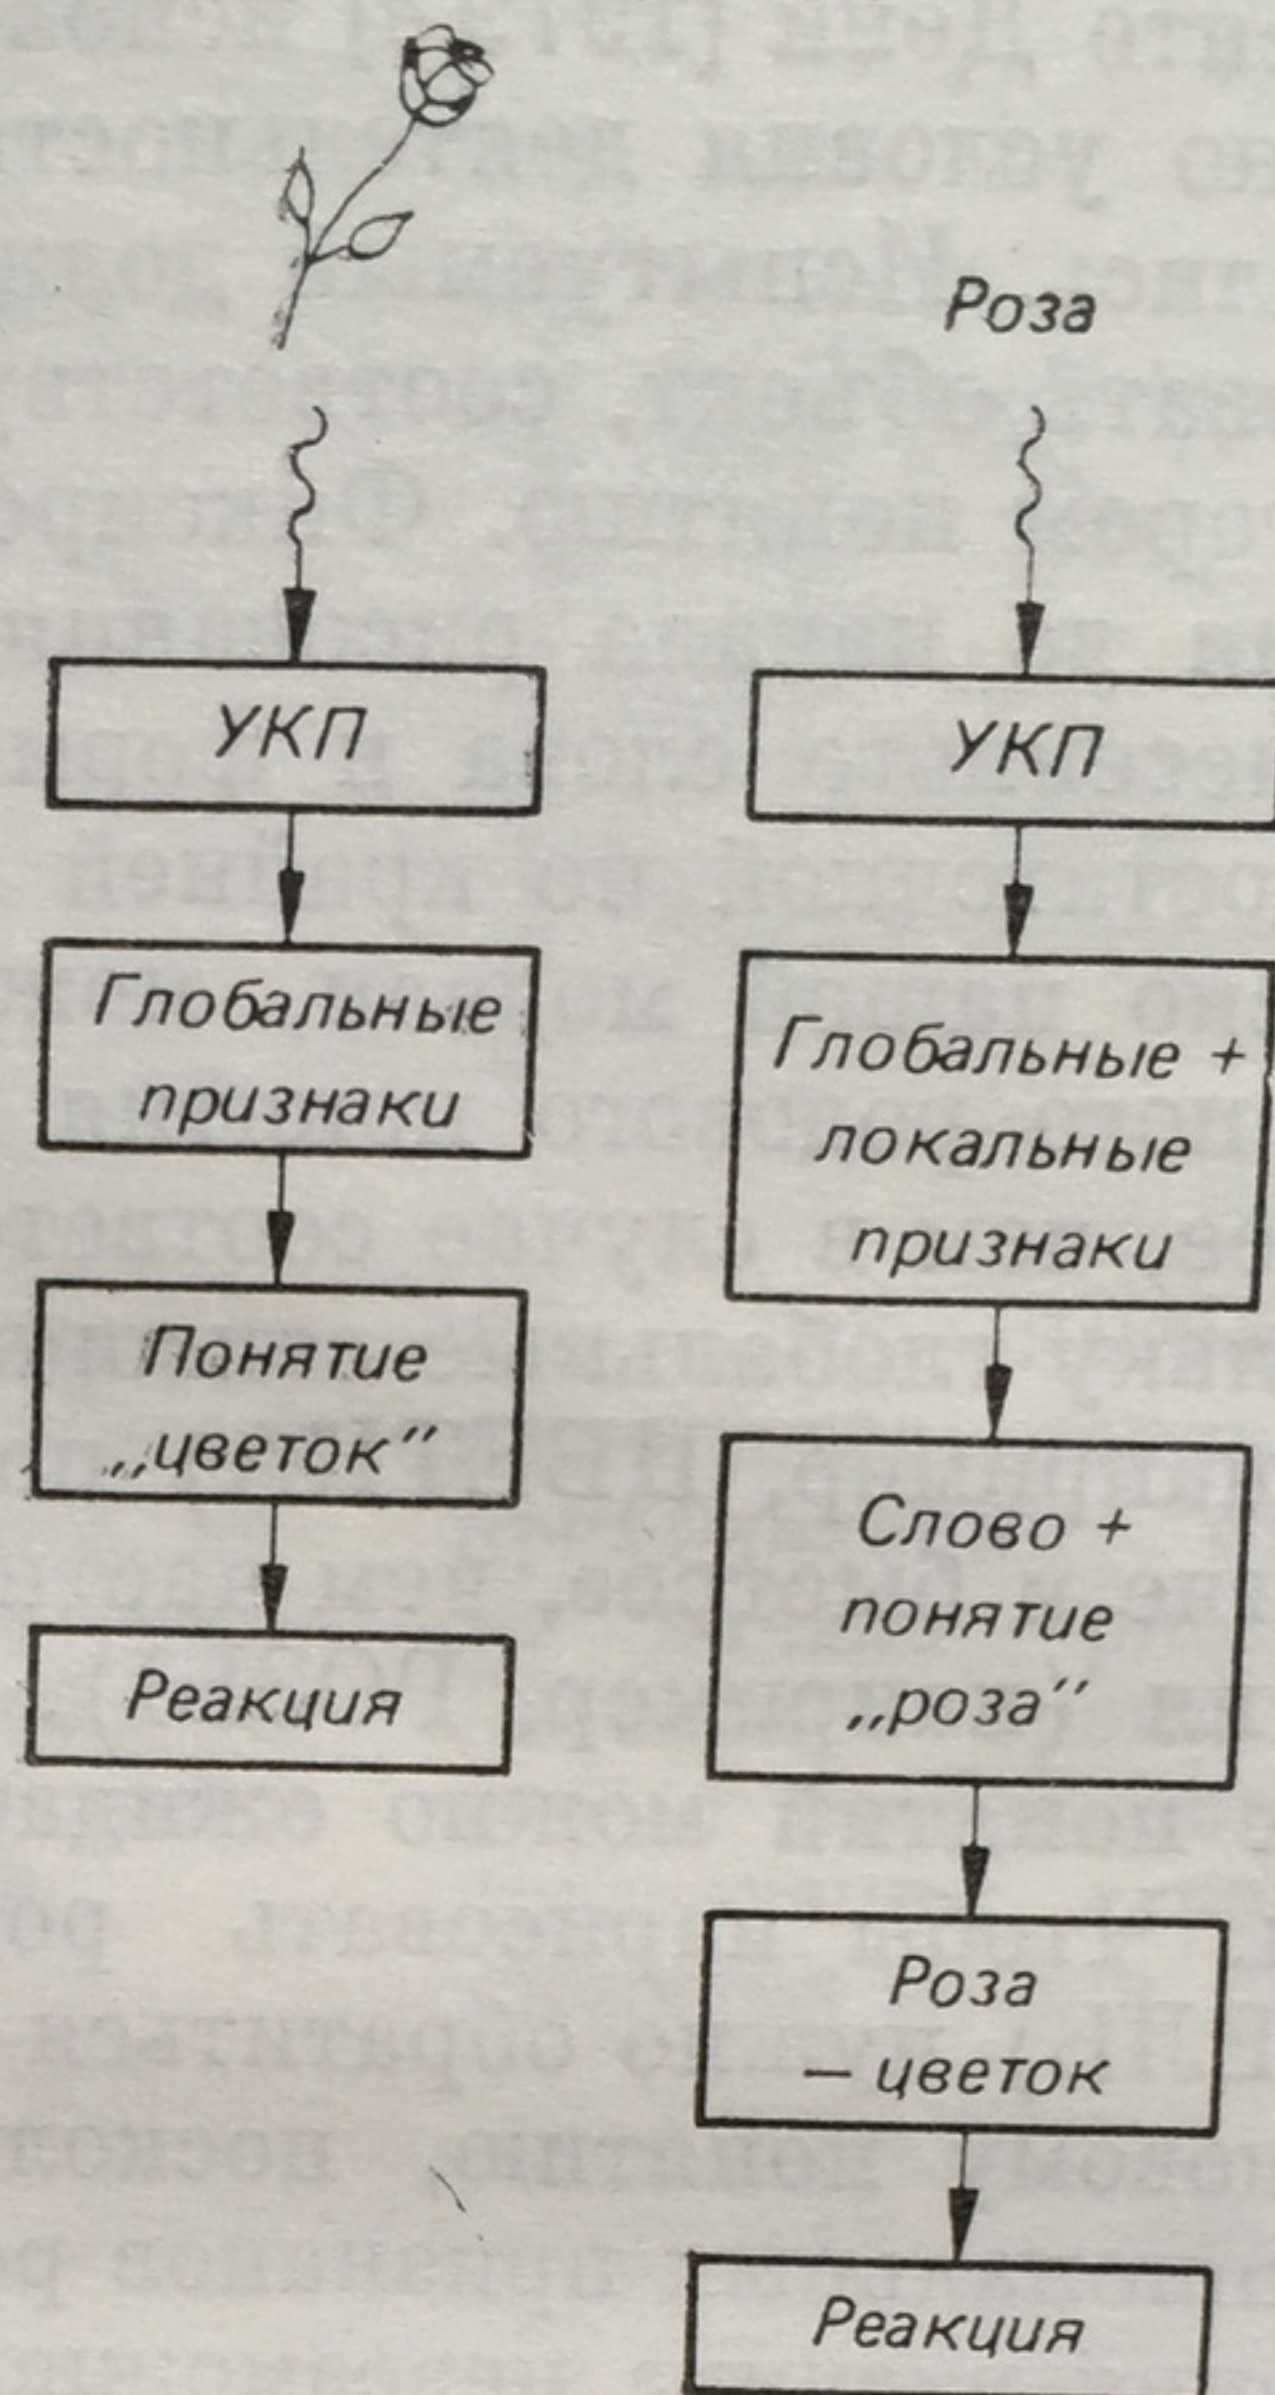 УКП
Глобальные
признаки
Понятие
„цветок”
Реакция
Роза
УКП
Глобальные +
локальные
признаки
Слово +
понятие
„роза”
Роза
— цветок
Реакция